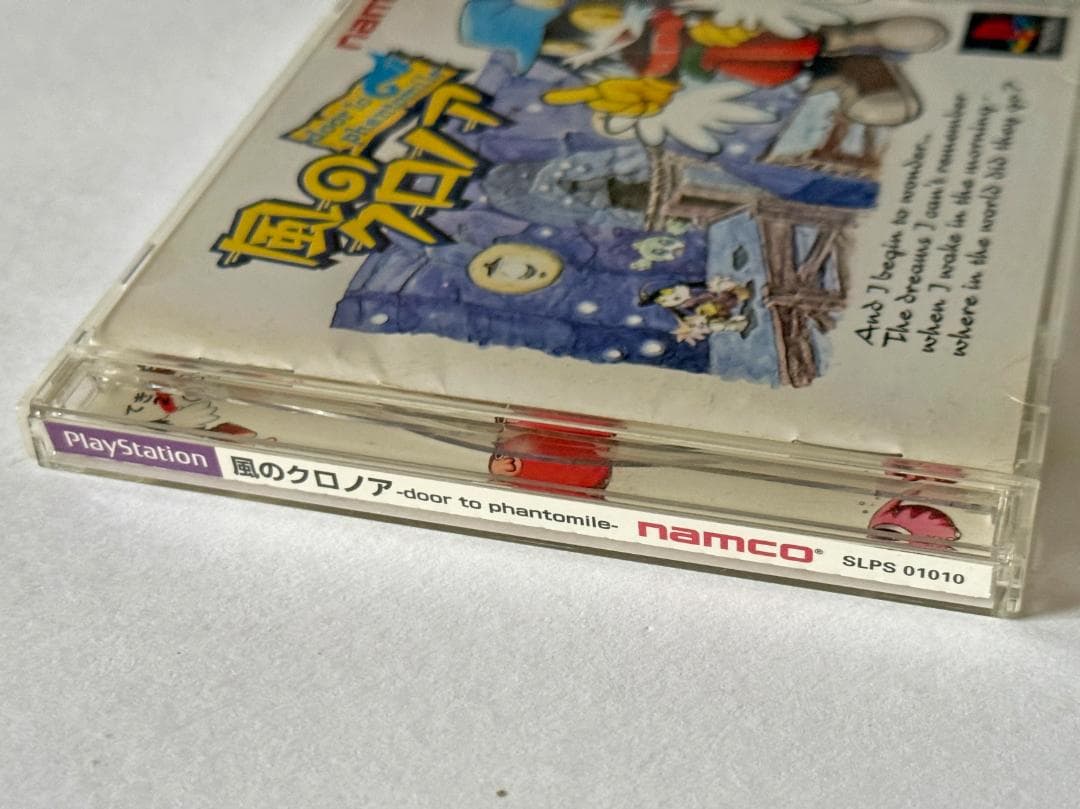 namco
door to
phantomile
風の
クロノア
And I begin to wonder..
The dreams I can't remember
when I wake in the morning-
where in the world did they go?
PlayStation 風のクロノア -door to phantomile- namco® SLPS 01010